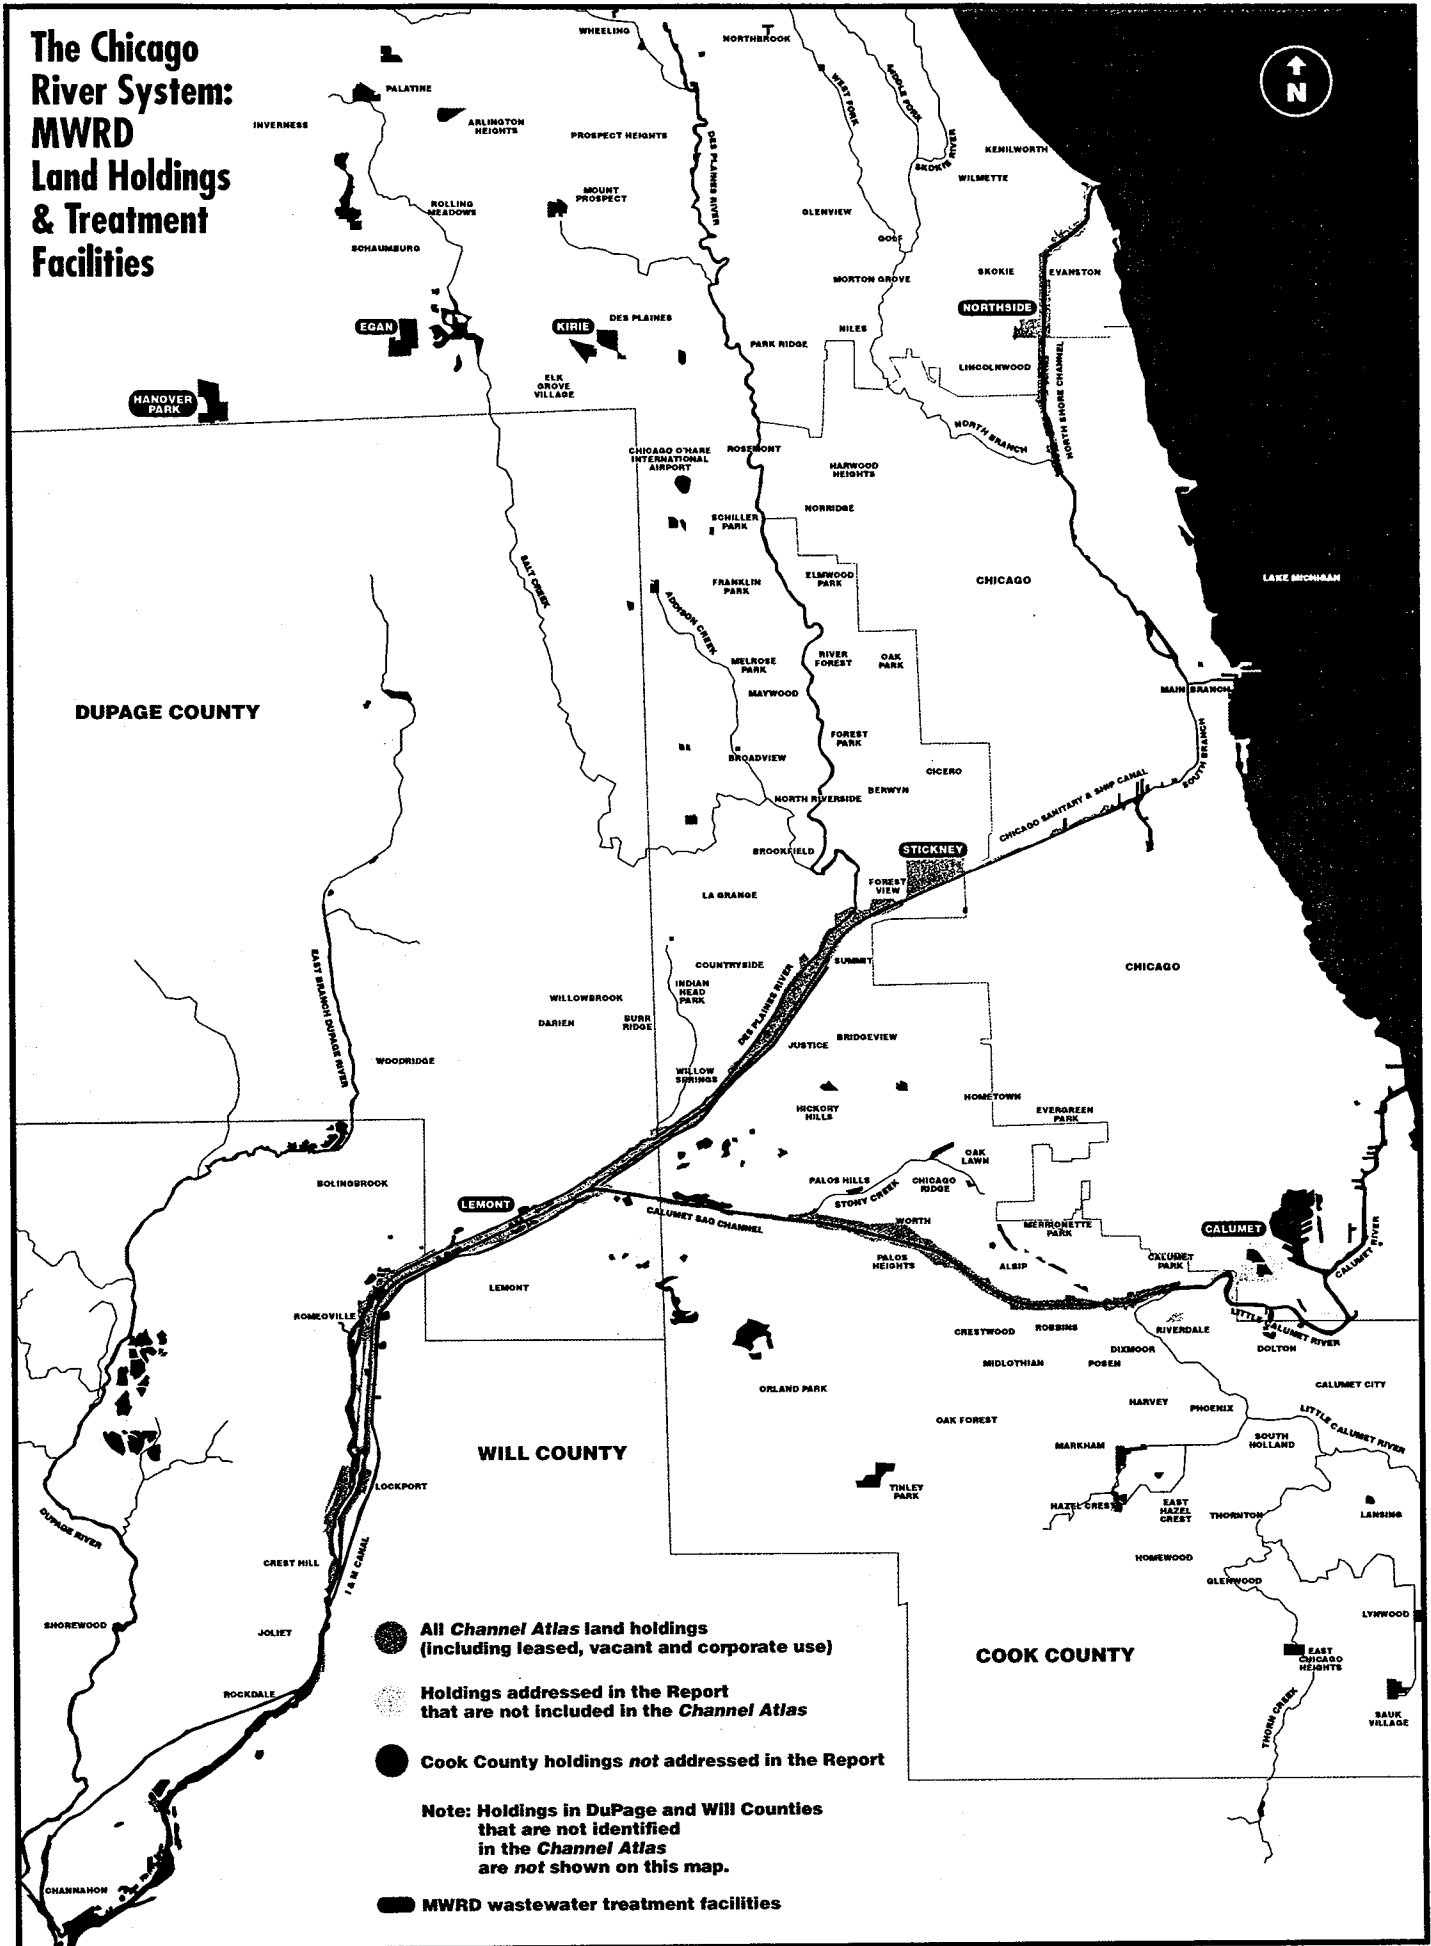 The Chicago
River System:
MWRD
Land Holdings
& Treatment
Facilities
N
WHEELING
NORTHBROOK
PALATINE
WEST FORK
MIDDLE FORK
INVERNESS
ARLINGTON
HEIGHTS
PROSPECT HEIGHTS
DES PLAINES RIVER
SKOKIE RIVER
KENILWORTH
WILMETTE
ROLLING
MEADOWS
MOUNT
PROSPECT
GLENVIEW
SCHAUMBURG
GOLF
MORTON GROVE
SKOKIE
EVANSTON
NORTHSIDE
EGAN
KIRIE
DES PLAINES
NILES
PARK RIDGE
LINCOLNWOOD
NORTH SHORE CHANNEL
HANOVER
PARK
ELK
GROVE
VILLAGE
NORTH BRANCH
CHICAGO O'HARE
INTERNATIONAL
AIRPORT
ROSEMONT
HARWOOD
HEIGHTS
NORRIDGE
SCHILLER
PARK
SALT CREEK
FRANKLIN
PARK
ELMWOOD
PARK
CHICAGO
LAKE MICHIGAN
ADDISON CREEK
MELROSE
PARK
RIVER
FOREST
OAK
PARK
MAYWOOD
MAIN BRANCH
DUPAGE COUNTY
FOREST
PARK
BROADVIEW
CICERO
SOUTH BRANCH
BERWYN
NORTH RIVERSIDE
CHICAGO SANITARY & SHIP CANAL
BROOKFIELD
STICKNEY
FOREST
VIEW
LA GRANGE
EAST BRANCH DUPAGE RIVER
COUNTRYSIDE
SUMMIT
CHICAGO
INDIAN
HEAD
PARK
WILLOWBROOK
DES PLAINES RIVER
DARIEN
BURR
RIDGE
JUSTICE
BRIDGEVIEW
WOODRIDGE
WILLOW
SPRINGS
HOMETOWN
HICKORY
HILLS
EVERGREEN
PARK
OAK
LAWN
BOLINGBROOK
PALOS HILLS
STONY CREEK
CHICAGO
RIDGE
LEMONT
CALUMET SAG CHANNEL
WORTH
MERRIONETTE
PARK
CALUMET
CALUMET RIVER
PALOS
HEIGHTS
ALSIP
CALUMET
PARK
LEMONT
ROMEOVILLE
CRESTWOOD
ROBBINS
RIVERDALE
LITTLE CALUMET RIVER
DIXMOOR
DOLTON
MIDLOTHIAN
POSEN
ORLAND PARK
CALUMET CITY
HARVEY
PHOENIX
LITTLE CALUMET RIVER
OAK FOREST
WILL COUNTY
MARKHAM
SOUTH
HOLLAND
LOCKPORT
TINLEY
PARK
HAZEL CREST
EAST
HAZEL
CREST
THORNTON
LANSING
DUPAGE RIVER
CREST HILL
I & M CANAL
HOMEWOOD
GLENWOOD
LYNWOOD
SHOREWOOD
JOLIET
All Channel Atlas land holdings
(including leased, vacant and corporate use)
COOK COUNTY
EAST
CHICAGO
HEIGHTS
ROCKDALE
Holdings addressed in the Report
that are not included in the Channel Atlas
THORN CREEK
SAUK
VILLAGE
Cook County holdings not addressed in the Report
Note: Holdings in DuPage and Will Counties
that are not identified
in the Channel Atlas
are not shown on this map.
CHANNAHON
MWRD wastewater treatment facilities